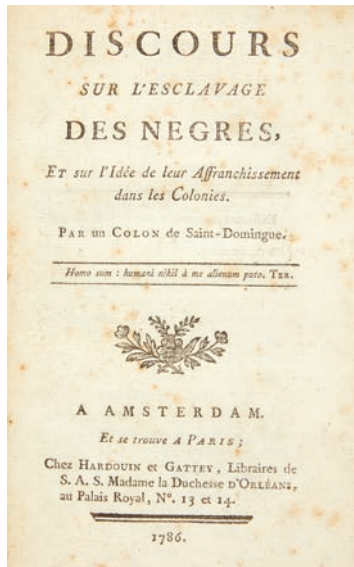 DISCOURS
SUR L'ESCLAVAGE
DES NEGRES,
ET sur l'Idée de leur Affranchissement
dans les Colonies.
PAR un COLON de Saint-Domingue.
Homo sum : humani nihil à me alienum puto. TER.
A AMSTERDAM.
Et se trouve A PARIS ;
Chez HARDOUIN et GATTEY, Libraires de
S. A. S. Madame la Duchesse D'ORLÉANS,
au Palais Royal, N°. 13 et 14.
1786.